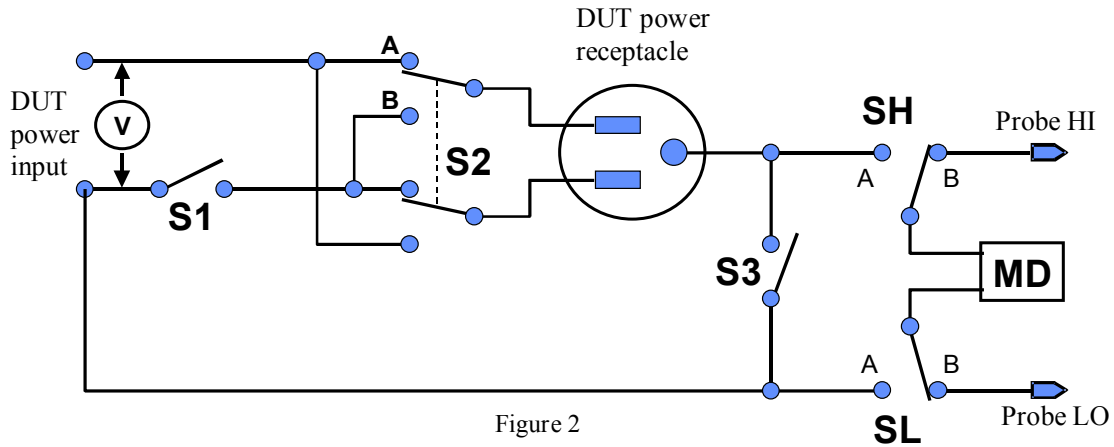 DUT power
receptacle
A
DUT
power
input
V
B
S1
S2
SH
Probe HI
A
B
S3
MD
A
B
SL
Probe LO
Figure 2